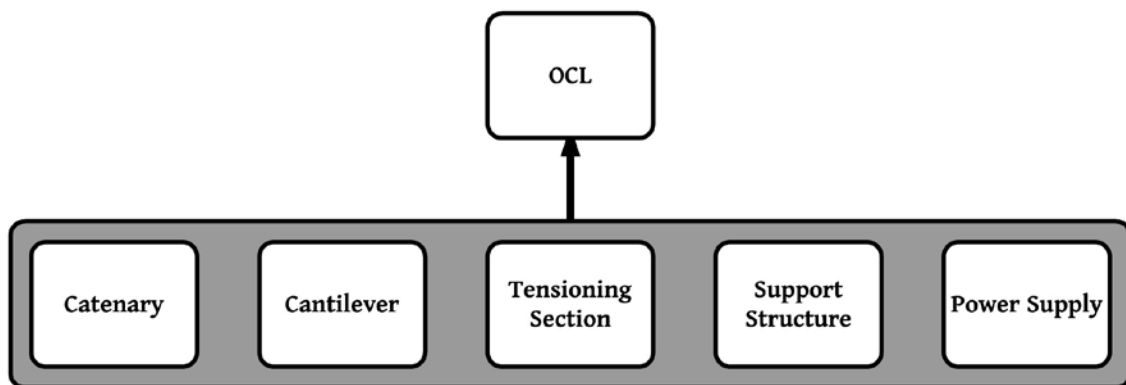 OCL
Catenary
Cantilever
Tensioning
Section
Support
Structure
Power Supply